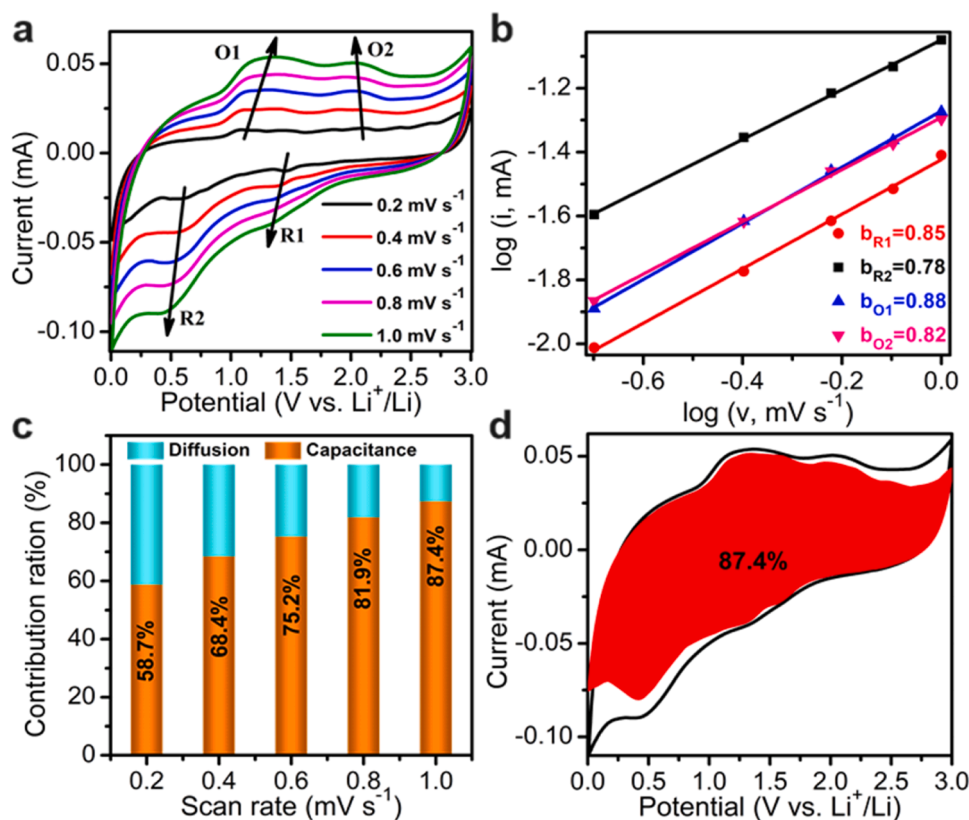 a
O1
O2
R1
R2
0.2 mV s⁻¹
0.4 mV s⁻¹
0.6 mV s⁻¹
0.8 mV s⁻¹
1.0 mV s⁻¹
0.05
0.00
-0.05
-0.10
Current (mA)
0.0 0.5 1.0 1.5 2.0 2.5 3.0
Potential (V vs. Li⁺/Li)
b
-1.2
-1.4
-1.6
-1.8
-2.0
log (i, mA)
b_R1=0.85
b_R2=0.78
b_O1=0.88
b_O2=0.82
-0.6 -0.4 -0.2 0.0
log (v, mV s⁻¹)
c
Diffusion Capacitance
100
80
60
40
20
0
Contribution ration (%)
58.7%
68.4%
75.2%
81.9%
87.4%
0.2 0.4 0.6 0.8 1.0
Scan rate (mV s⁻¹)
d
0.05
0.00
-0.05
-0.10
Current (mA)
87.4%
0.0 0.5 1.0 1.5 2.0 2.5 3.0
Potential (V vs. Li⁺/Li)